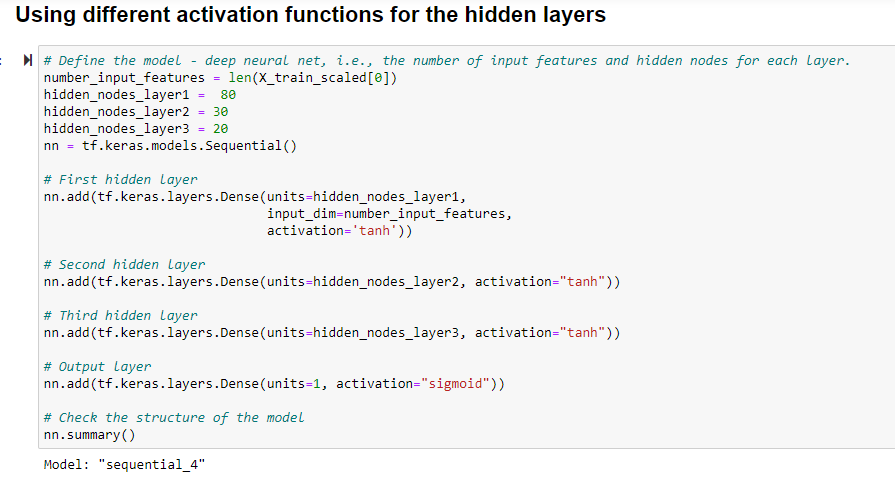 Using different activation functions for the hidden layers
# Define the model - deep neural net, i.e., the number of input features and hidden nodes for each layer.
number_input_features = len(X_train_scaled[0])
hidden_nodes_layer1 =  80
hidden_nodes_layer2 = 30
hidden_nodes_layer3 = 20
nn = tf.keras.models.Sequential()
# First hidden layer
nn.add(tf.keras.layers.Dense(units=hidden_nodes_layer1,
input_dim=number_input_features,
activation='tanh'))
# Second hidden layer
nn.add(tf.keras.layers.Dense(units=hidden_nodes_layer2, activation="tanh"))
# Third hidden layer
nn.add(tf.keras.layers.Dense(units=hidden_nodes_layer3, activation="tanh"))
# Output layer
nn.add(tf.keras.layers.Dense(units=1, activation="sigmoid"))
# Check the structure of the model
nn.summary()
Model: "sequential_4"